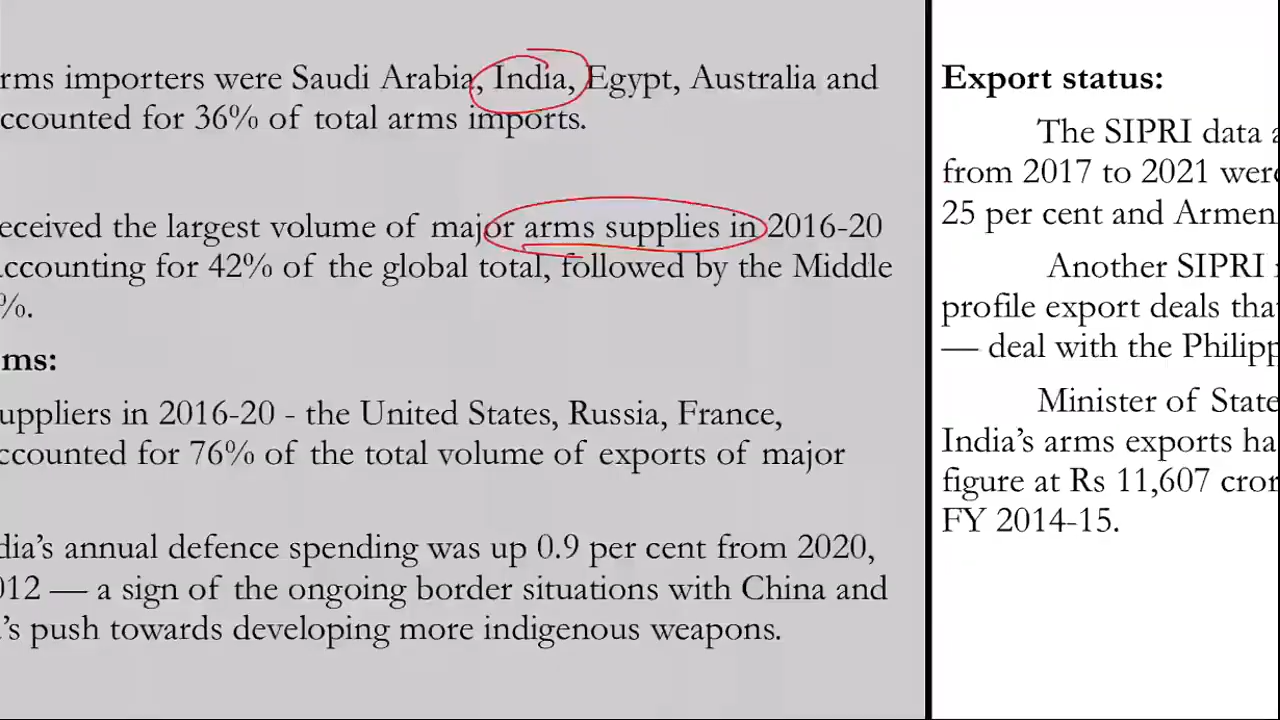 rms importers were Saudi Arabia, India, Egypt, Australia and
ccounted for 36% of total arms imports.
eceived the largest volume of major arms supplies in 2016-20
ccounting for 42% of the global total, followed by the Middle
%.
ms:
uppliers in 2016-20 - the United States, Russia, France,
ccounted for 76% of the total volume of exports of major
dia’s annual defence spending was up 0.9 per cent from 2020,
012 — a sign of the ongoing border situations with China and
’s push towards developing more indigenous weapons.
Export status:
The SIPRI data a
from 2017 to 2021 were
25 per cent and Armen
Another SIPRI
profile export deals tha
— deal with the Philipp
Minister of State
India’s arms exports ha
figure at Rs 11,607 cror
FY 2014-15.